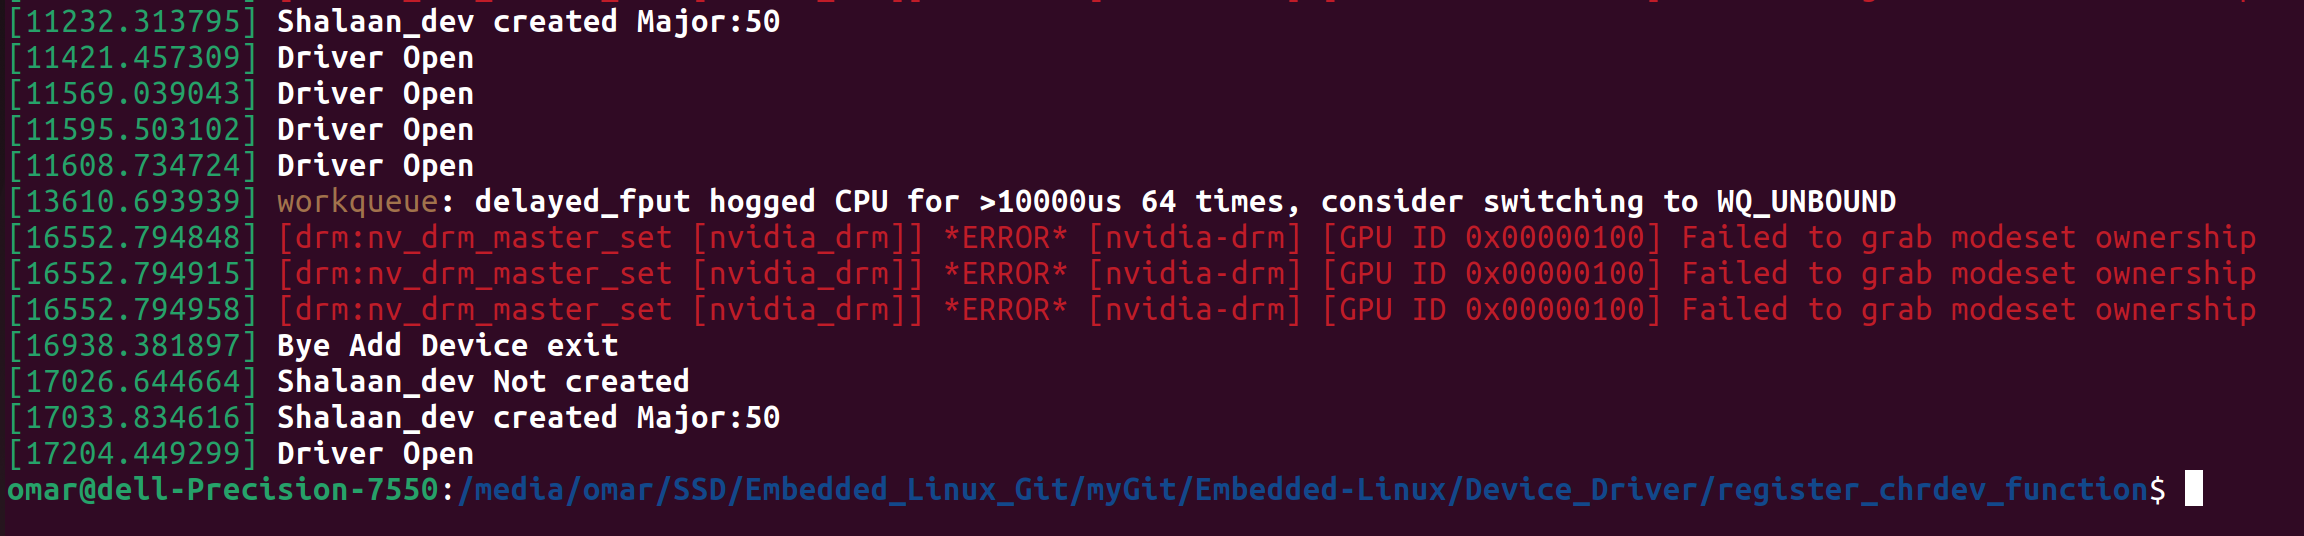 [11232.313795] Shalaan_dev created Major:50
[11421.457309] Driver Open
[11569.039043] Driver Open
[11595.503102] Driver Open
[11608.734724] Driver Open
[13610.693939] workqueue: delayed_fput hogged CPU for >10000us 64 times, consider switching to WQ_UNBOUND
[16552.794848] [drm:nv_drm_master_set [nvidia_drm]] *ERROR* [nvidia-drm] [GPU ID 0x00000100] Failed to grab modeset ownership
[16552.794915] [drm:nv_drm_master_set [nvidia_drm]] *ERROR* [nvidia-drm] [GPU ID 0x00000100] Failed to grab modeset ownership
[16552.794958] [drm:nv_drm_master_set [nvidia_drm]] *ERROR* [nvidia-drm] [GPU ID 0x00000100] Failed to grab modeset ownership
[16938.381897] Bye Add Device exit
[17026.644664] Shalaan_dev Not created
[17033.834616] Shalaan_dev created Major:50
[17204.449299] Driver Open
omar@dell-Precision-7550:/media/omar/SSD/Embedded_Linux_Git/myGit/Embedded-Linux/Device_Driver/register_chrdev_function$